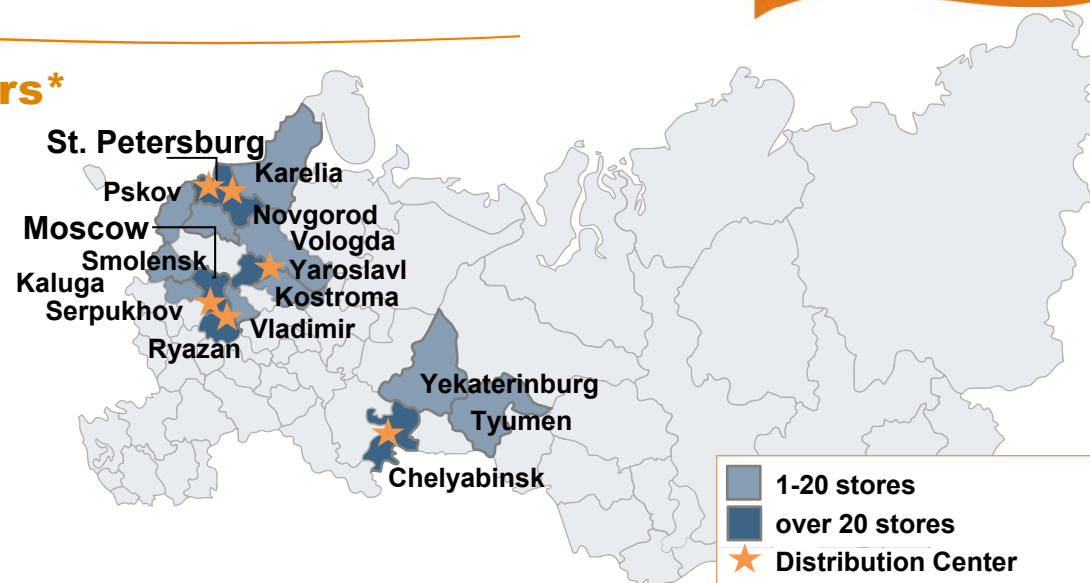 rs*
St. Petersburg
Karelia
Pskov
Novgorod
Moscow
Vologda
Smolensk
Yaroslavl
Kaluga
Kostroma
Serpukhov
Vladimir
Ryazan
Yekaterinburg
Tyumen
Chelyabinsk
1-20 stores
over 20 stores
Distribution Center